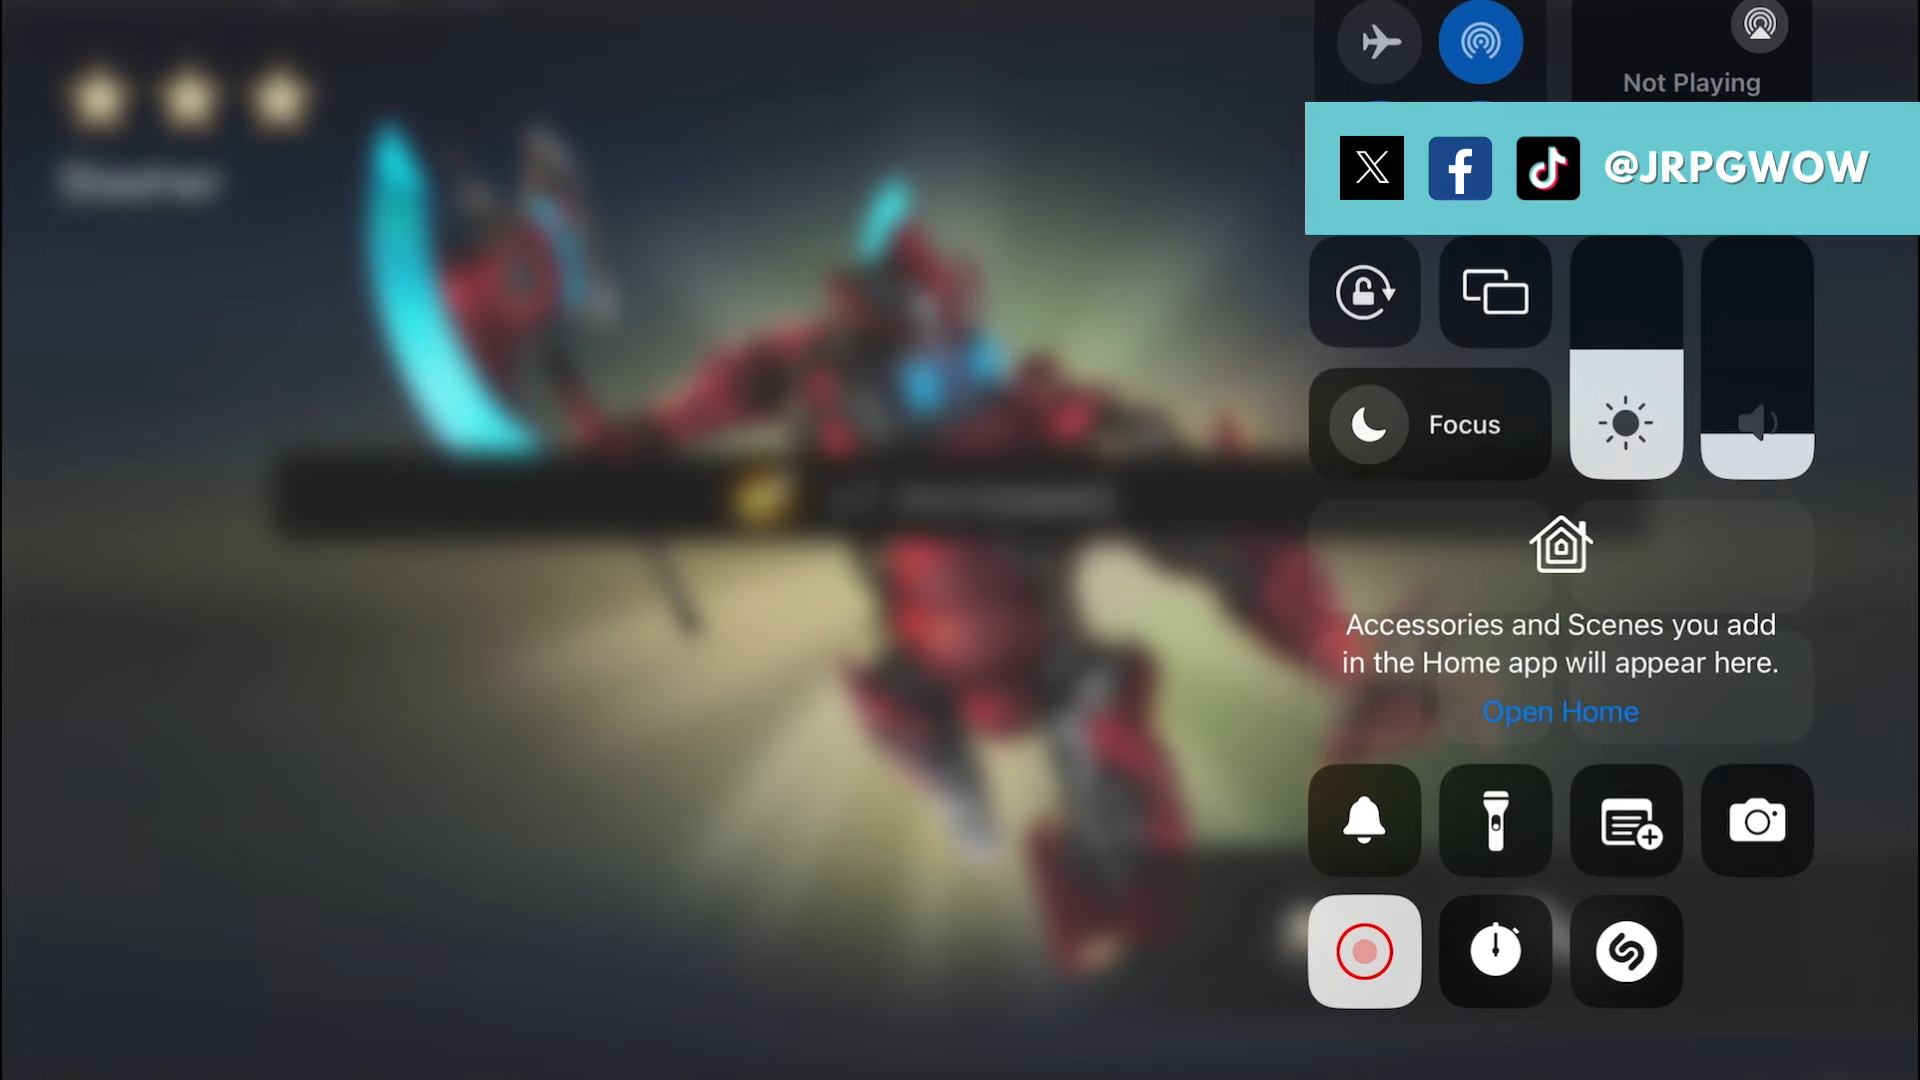 Not Playing
@JRPGWOW
Focus
Accessories and Scenes you add
in the Home app will appear here.
Open Home